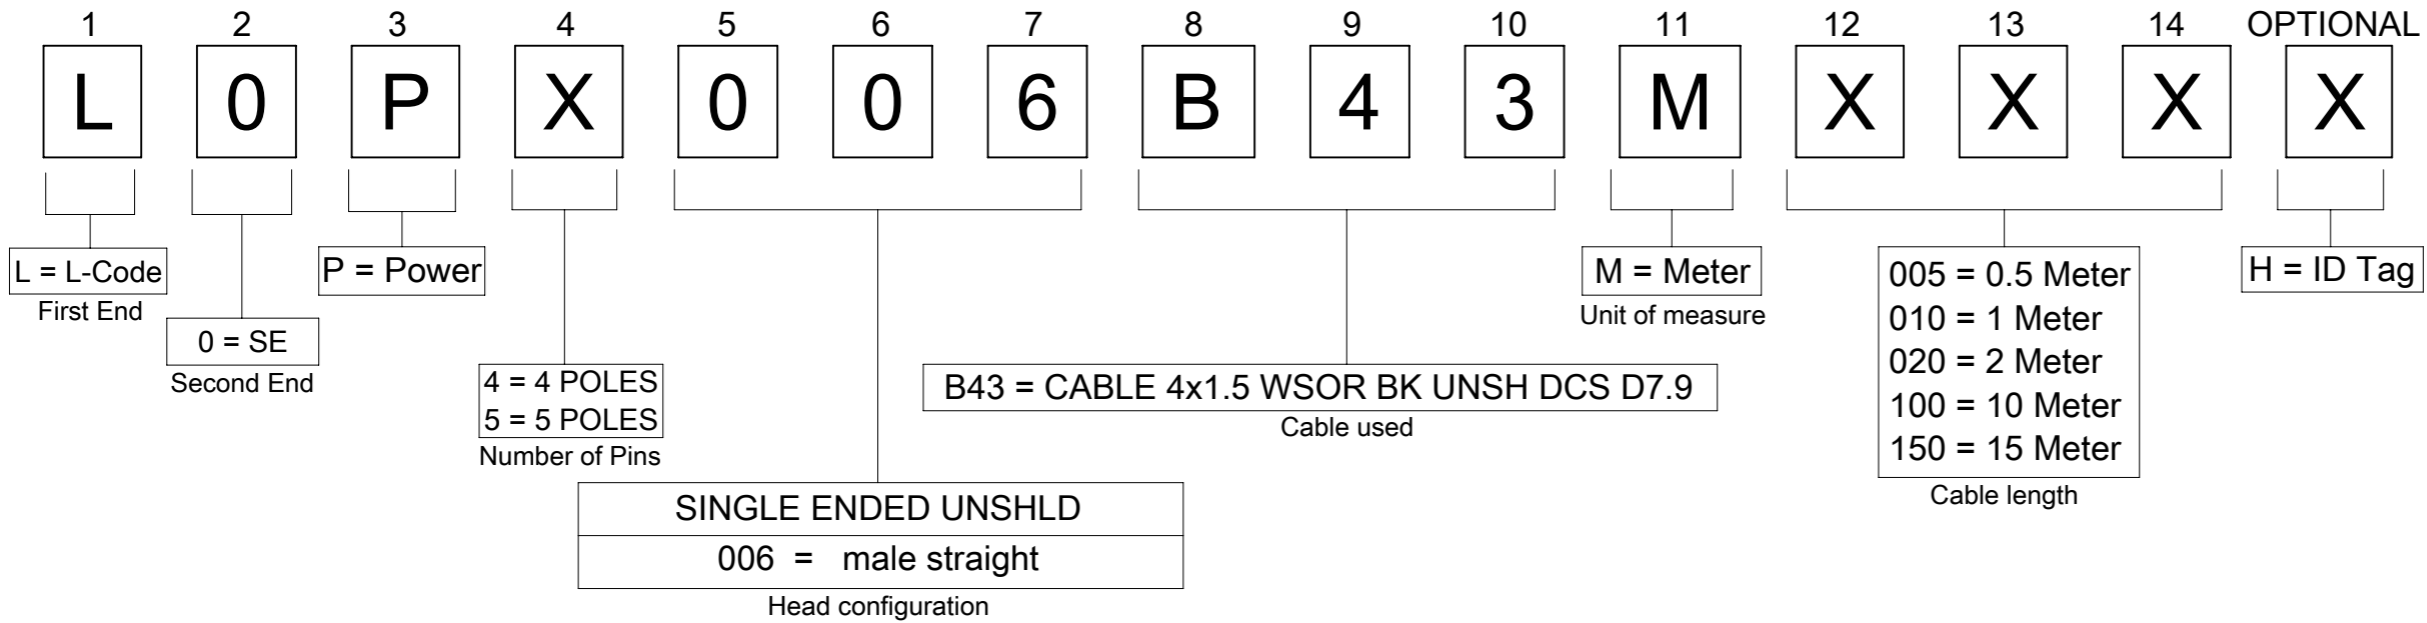 1 2 3 4 5 6 7 8 9 10 11 12 13 14 OPTIONAL
L 0 P X 0 0 6 B 4 3 M X X X X
L = L-Code
First End
0 = SE
Second End
P = Power
4 = 4 POLES
5 = 5 POLES
Number of Pins
SINGLE ENDED UNSHLD
006 = male straight
Head configuration
B43 = CABLE 4x1.5 WSOR BK UNSH DCS D7.9
Cable used
M = Meter
Unit of measure
005 = 0.5 Meter
010 = 1 Meter
020 = 2 Meter
100 = 10 Meter
150 = 15 Meter
Cable length
H = ID Tag